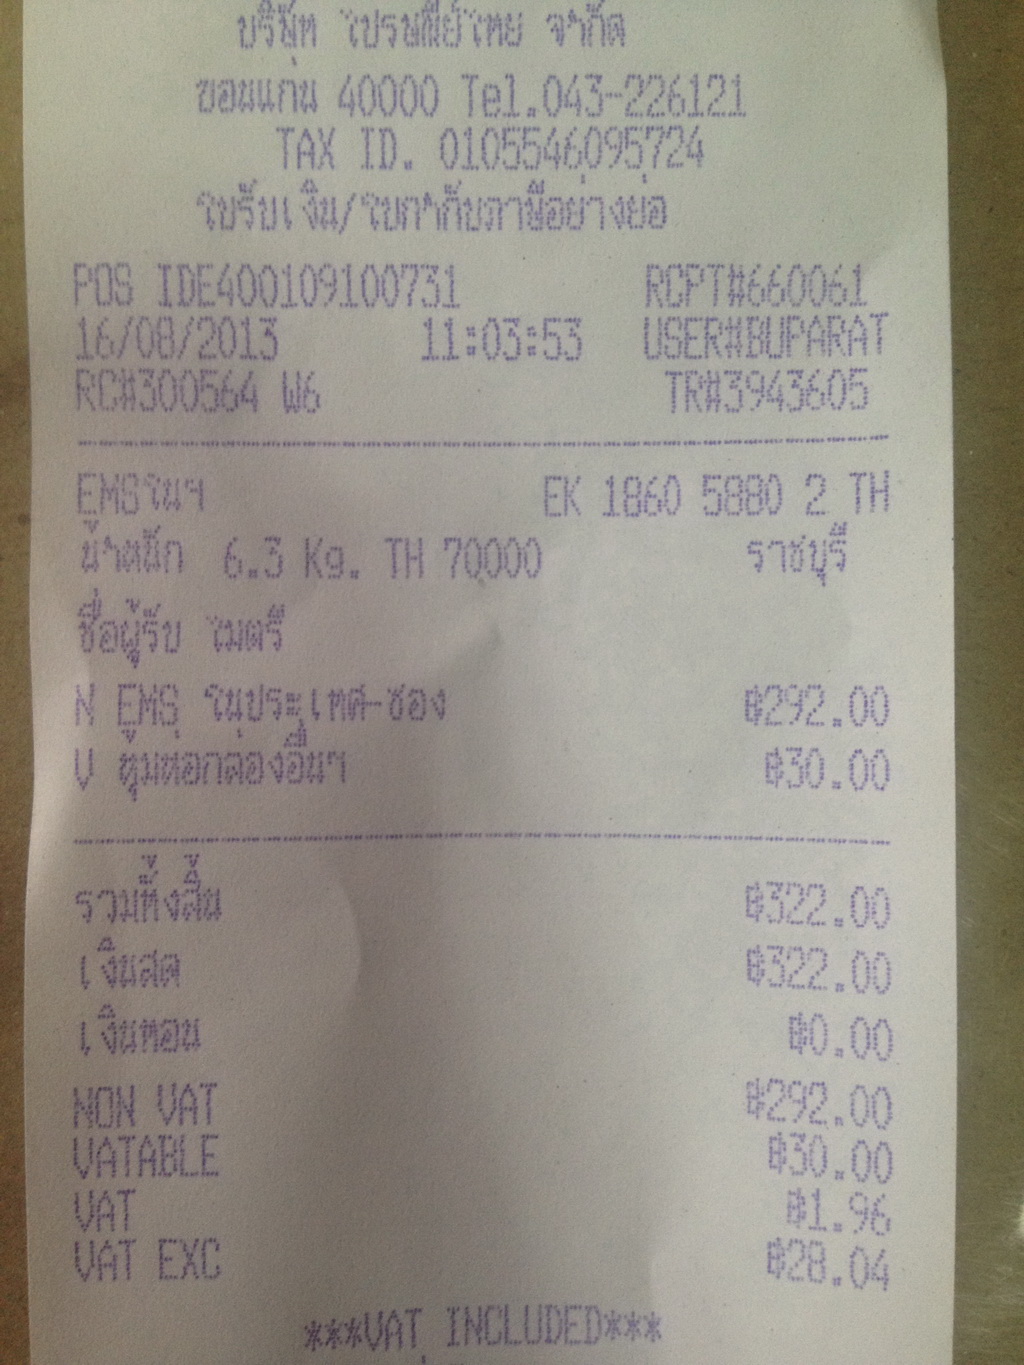 บริษัท ไปรษณีย์ไทย จำกัด
ขอนแก่น 40000 Tel.043-226121
TAX ID. 0105546095724
ใบรับเงิน/ใบกำกับภาษีอย่างย่อ
POS IDE400109100731 RCPT#660061
16/08/2013 11:03:53 USER#BUPARAT
RC#300564 W6 TR#3943605
EMSในฯ EK 1860 5880 2 TH
น้ำหนัก 6.3 Kg. TH 70000 ราชบุรี
ชื่อผู้รับ ไมตรี
N EMS ในประเทศ-ซอง ฿292.00
V หุ้มห่อกล่องอื่นๆ ฿30.00
รวมทั้งสิ้น ฿322.00
เงินสด ฿322.00
เงินทอน ฿0.00
NON VAT ฿292.00
VATABLE ฿30.00
VAT ฿1.96
VAT EXC ฿28.04
***VAT INCLUDED***